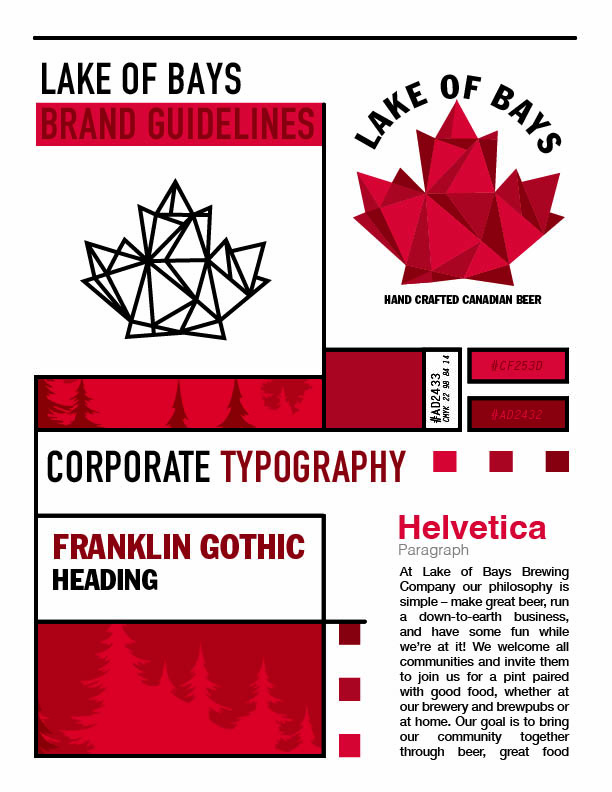 LAKE OF BAYS
BRAND GUIDELINES
LAKE OF BAYS
HAND CRAFTED CANADIAN BEER
#AD2433
CMYK 22 98 84 14
#CF253D
#AD2432
CORPORATE TYPOGRAPHY
FRANKLIN GOTHIC
HEADING
Helvetica
Paragraph
At Lake of Bays Brewing
Company our philosophy is
simple – make great beer, run
a down-to-earth business,
and have some fun while
we're at it! We welcome all
communities and invite them
to join us for a pint paired
with good food, whether at
our brewery and brewpubs or
at home. Our goal is to bring
our community together
through beer, great food